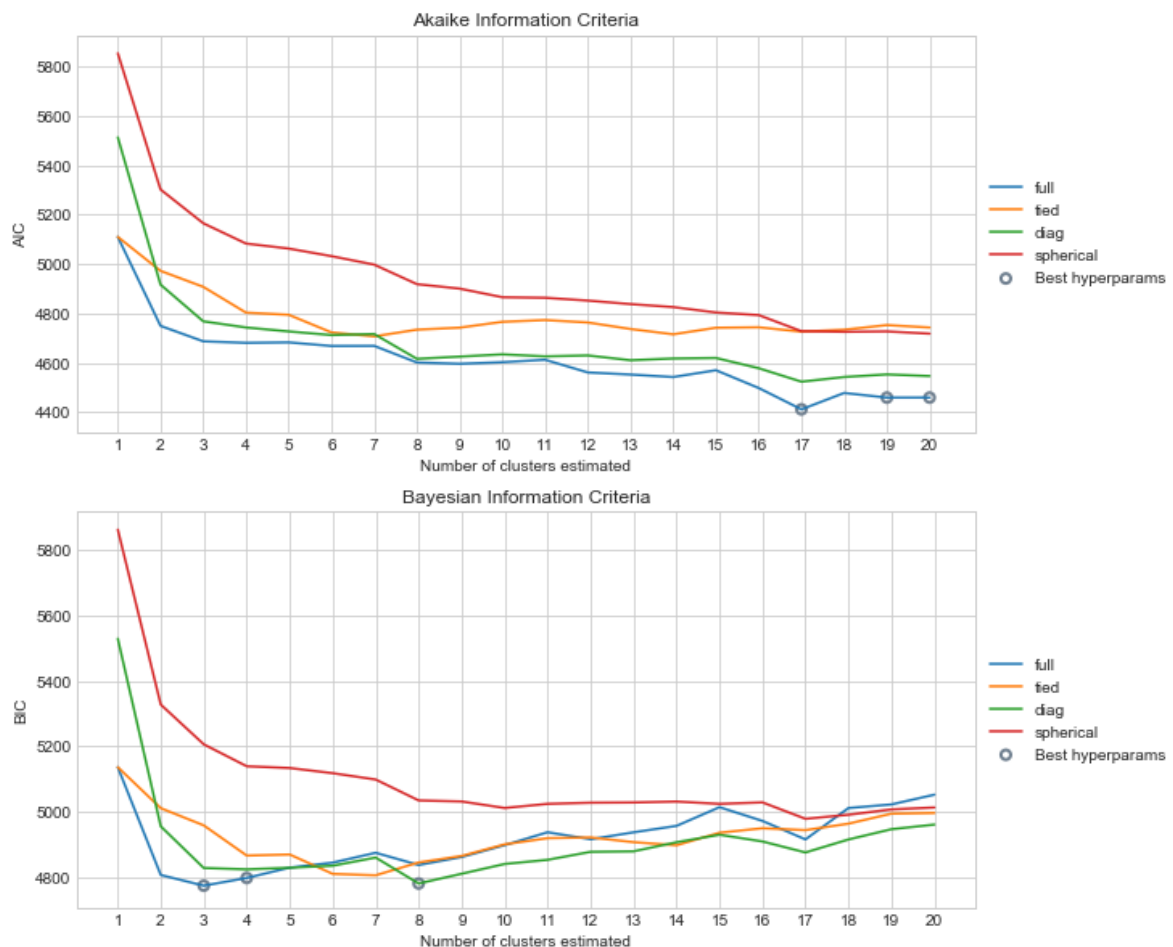 Akaike Information Criteria
5800
5600
5400
5200
5000
4800
4600
4400
AIC
1 2 3 4 5 6 7 8 9 10 11 12 13 14 15 16 17 18 19 20
Number of clusters estimated
full
tied
diag
spherical
Best hyperparams
Bayesian Information Criteria
5800
5600
5400
5200
5000
4800
BIC
1 2 3 4 5 6 7 8 9 10 11 12 13 14 15 16 17 18 19 20
Number of clusters estimated
full
tied
diag
spherical
Best hyperparams